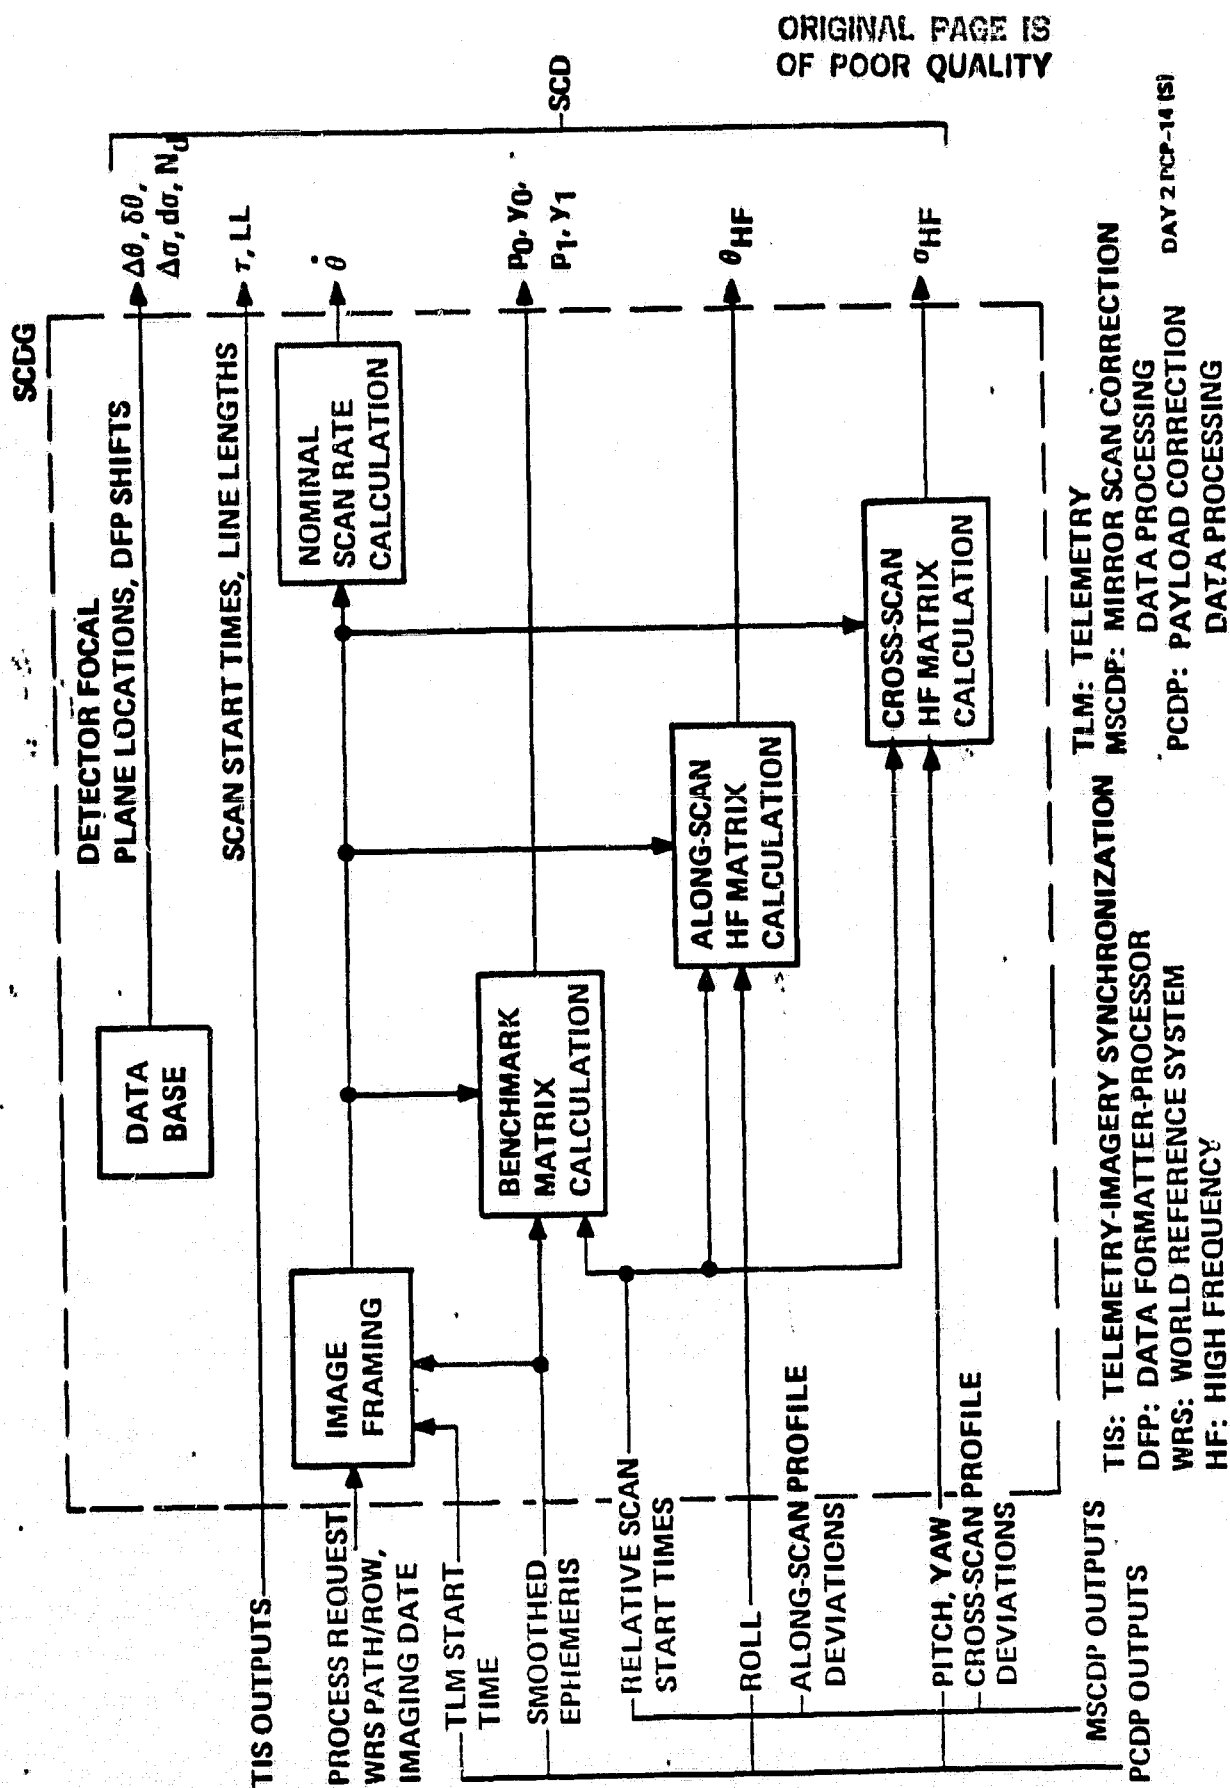 ORIGINAL PAGE IS
OF POOR QUALITY
SCDG
SCD
DETECTOR FOCAL
PLANE LOCATIONS, DFP SHIFTS
Δθ, δθ,
Δσ, dσ, Nd
DATA
BASE
TIS OUTPUTS
SCAN START TIMES, LINE LENGTHS
τ, LL
PROCESS REQUEST
WRS PATH/ROW,
IMAGING DATE
IMAGE
FRAMING
NOMINAL
SCAN RATE
CALCULATION
θ̇
TLM START
TIME
SMOOTHED
EPHEMERIS
BENCHMARK
MATRIX
CALCULATION
P0, Y0,
P1, Y1
RELATIVE SCAN
START TIMES
ROLL
ALONG-SCAN PROFILE
DEVIATIONS
ALONG-SCAN
HF MATRIX
CALCULATION
θHF
PITCH, YAW
CROSS-SCAN PROFILE
DEVIATIONS
CROSS-SCAN
HF MATRIX
CALCULATION
σHF
MSCDP OUTPUTS
PCDP OUTPUTS
TIS: TELEMETRY-IMAGERY SYNCHRONIZATION
DFP: DATA FORMATTER-PROCESSOR
WRS: WORLD REFERENCE SYSTEM
HF: HIGH FREQUENCY
TLM: TELEMETRY
MSCDP: MIRROR SCAN CORRECTION
DATA PROCESSING
PCDP: PAYLOAD CORRECTION
DATA PROCESSING
DAY 2 PCP-14 (S)